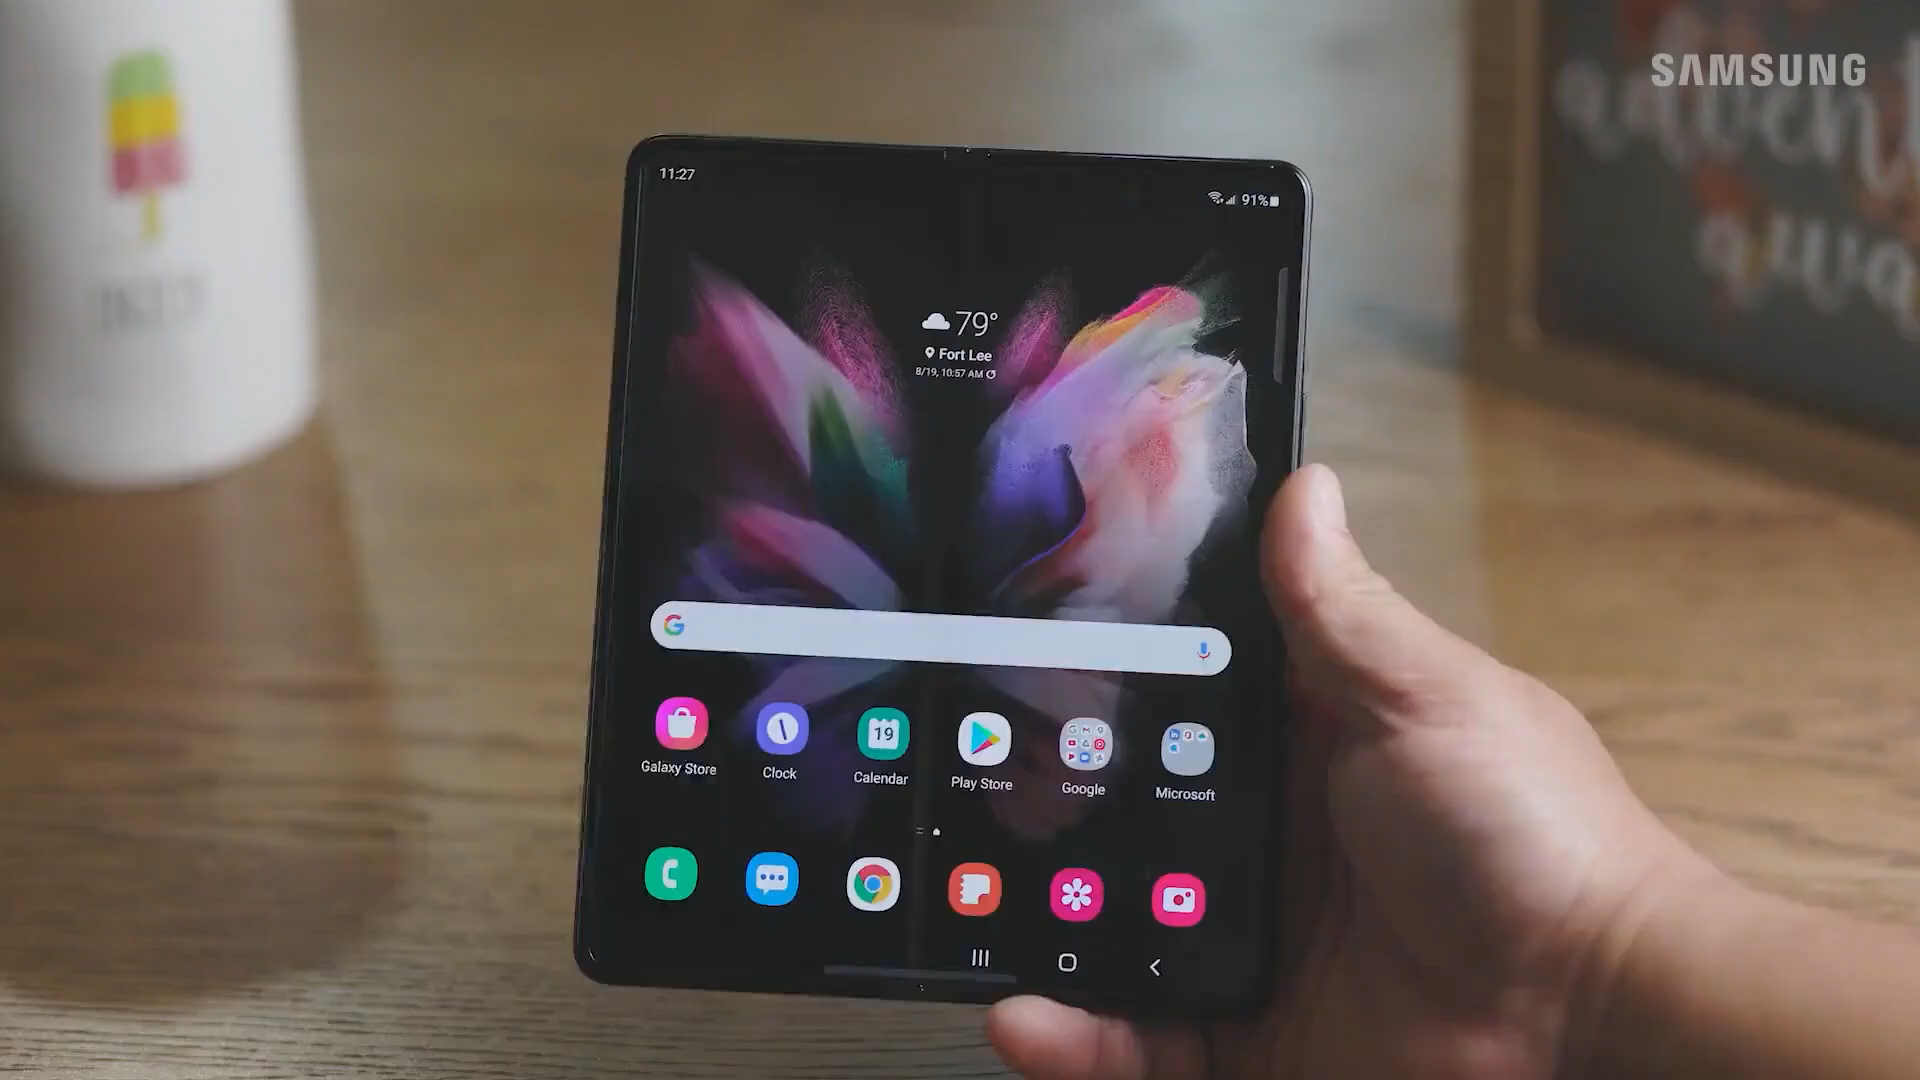 SAMSUNG
11:27
91%
79°
Fort Lee
8/19, 10:57 AM
19
Galaxy Store
Clock
Calendar
Play Store
Google
Microsoft